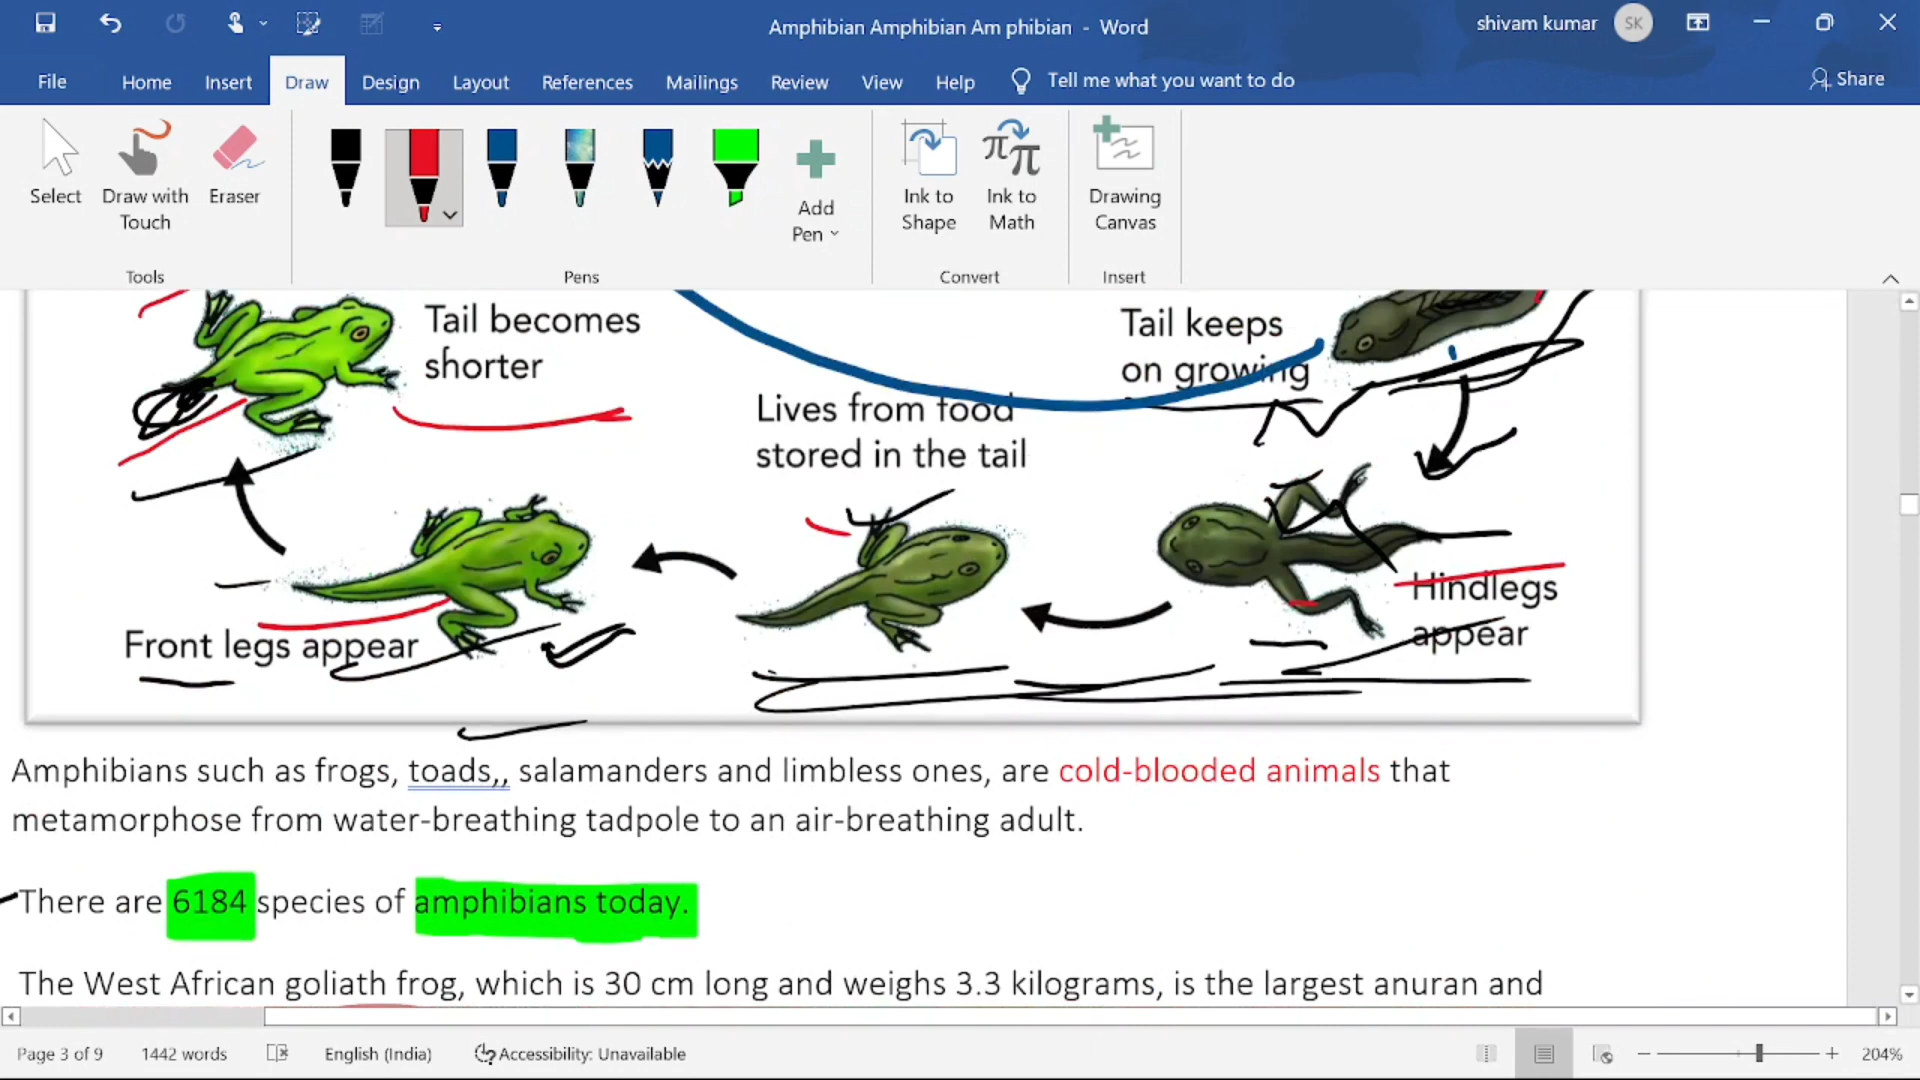 Amphibian Amphibian Am phibian - Word
shivam kumar
SK
File
Home
Insert
Draw
Design
Layout
References
Mailings
Review
View
Help
Tell me what you want to do
Share
Select
Draw with
Touch
Eraser
Add
Pen
Ink to
Shape
Ink to
Math
Drawing
Canvas
Tools
Pens
Convert
Insert
Tail becomes
shorter
Tail keeps
on growing
Lives from food
stored in the tail
Hindlegs
appear
Front legs appear
Amphibians such as frogs, toads,, salamanders and limbless ones, are cold-blooded animals that
metamorphose from water-breathing tadpole to an air-breathing adult.
There are 6184 species of amphibians today.
The West African goliath frog, which is 30 cm long and weighs 3.3 kilograms, is the largest anuran and
Page 3 of 9
1442 words
English (India)
Accessibility: Unavailable
204%